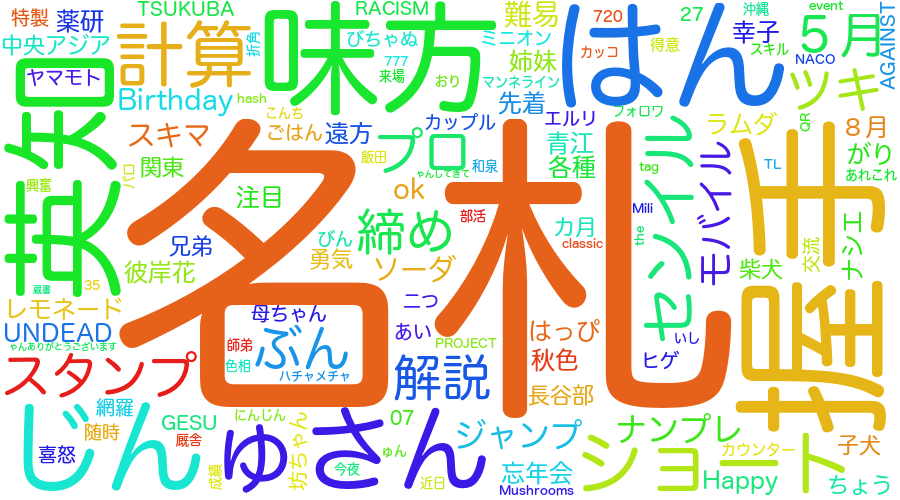 特製
薬研
TSUKUBA
RACISM
難易
720
27
沖縄
event
中央アジア
計算
折角
味方
びちゃぬ
ミニオン
カッコ
はん
得意
幸子
スキル
5月
AGAINST
ヤマモト
777
来場
おり
姉妹
マンネライン
NACO
ツキ
英知
Birthday
hash
先着
スキマ
こんち
ごはん
遠方
カップル
エルリ
フォロワ
ラムダ
QR
8月
関東
飯田
プロ
和泉
青江
各種
tag
TL
がり
あれこれ
興奮
パロ
ゃんしてきて
注目
ok
部活
Mili
モバイル
センイル
握手
名札
兄弟
びん
締め
カ月
classic
the
交流
ナシエ
彼岸花
勇気
ソーダ
柴犬
蔵書
35
レモネード
母ちゃん
二つ
UNDEAD
あい
はっぴ
いし
ゃんありがとうございます
師弟
ぶん
PROJECT
秋色
ヒゲ
スタンプ
色相
ハチャメチャ
解説
長谷部
じん
網羅
GESU
にんじん
07
ジャンプ
ナンプレ
随時
厩舎
坊ちゃん
ゅさん
ゅん
ショート
カウンター
子犬
喜怒
成績
今夜
近日
忘年会
Mushrooms
Happy
ちょう